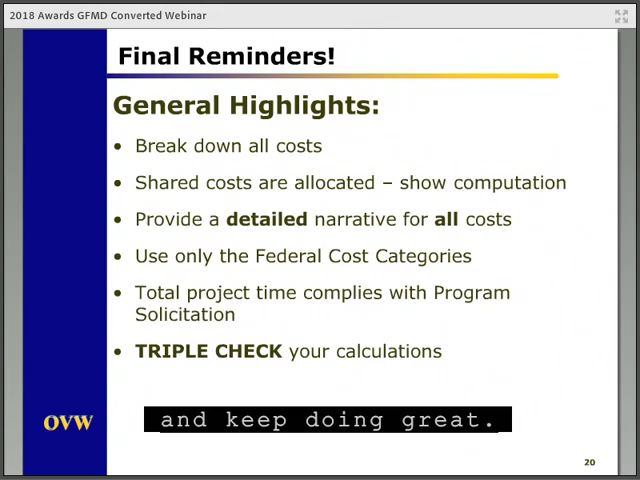 2018 Awards GFMD Converted Webinar
Final Reminders!
General Highlights:
• Break down all costs
• Shared costs are allocated – show computation
• Provide a detailed narrative for all costs
• Use only the Federal Cost Categories
• Total project time complies with Program
Solicitation
• TRIPLE CHECK your calculations
OVW
and keep doing great.
20